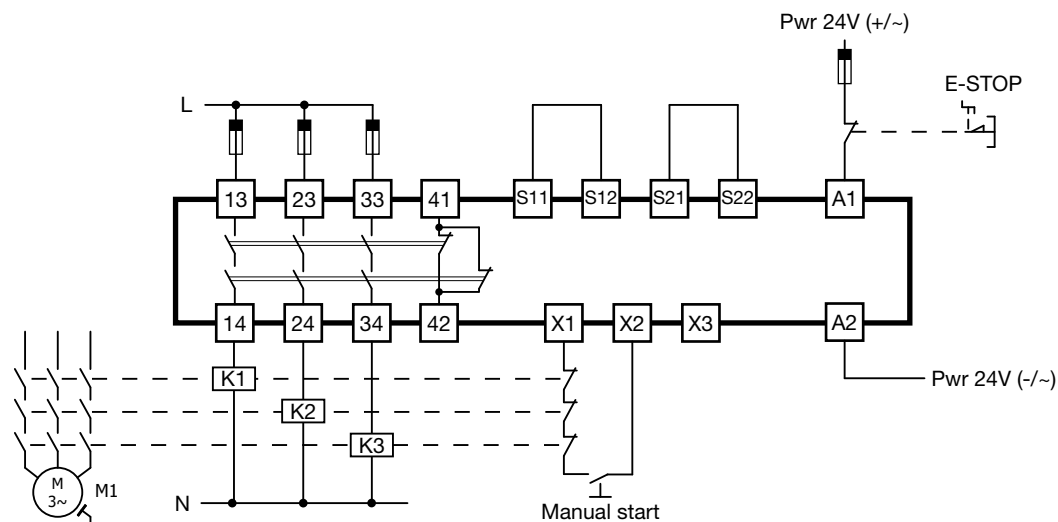 Pwr 24V (+/~)
E-STOP
L
13 23 33 41 S11 S12 S21 S22 A1
14 24 34 42 X1 X2 X3 A2
K1
Pwr 24V (-/~)
K2
K3
M
3~
M1
N
Manual start